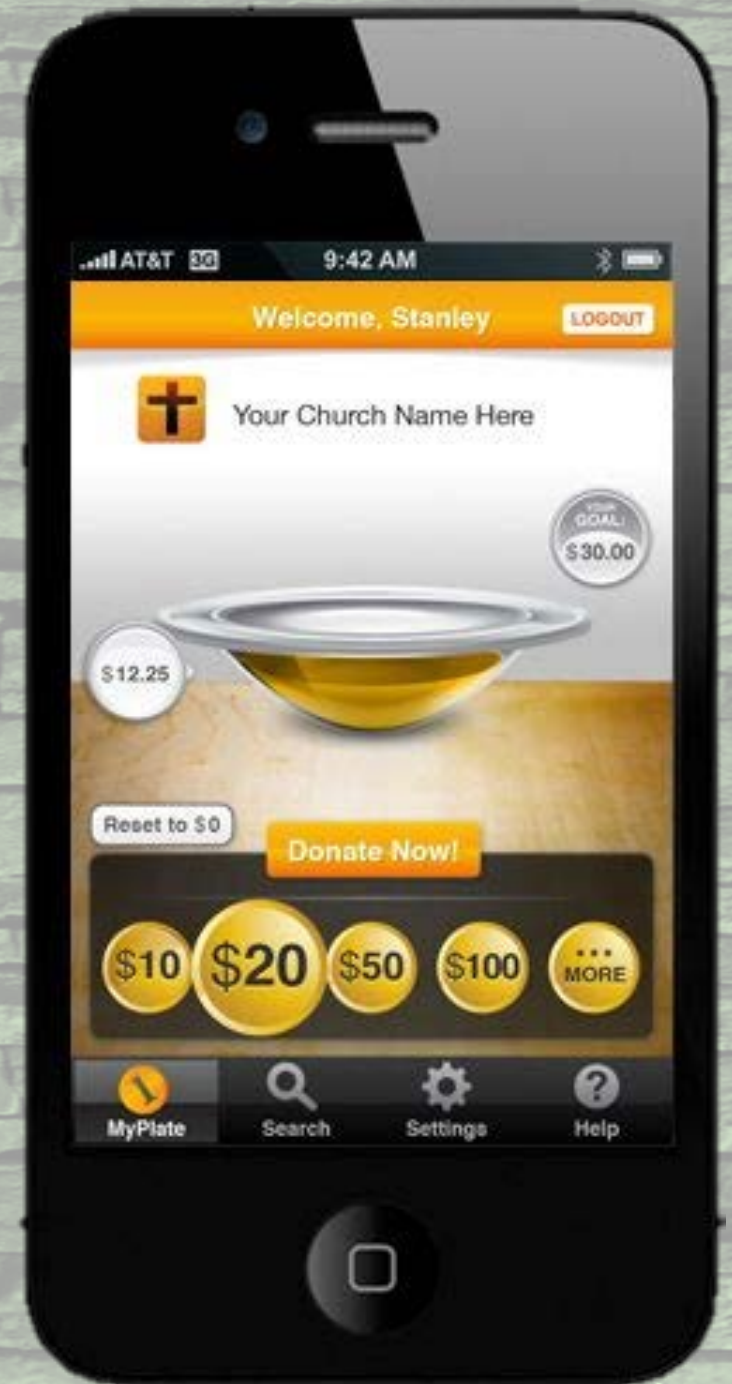 AT&T 3G 9:42 AM
Welcome, Stanley LOGOUT
Your Church Name Here
YOUR
GOAL:
$30.00
$12.25
Reset to $0
Donate Now!
$10 $20 $50 $100 ... MORE
MyPlate Search Settings Help